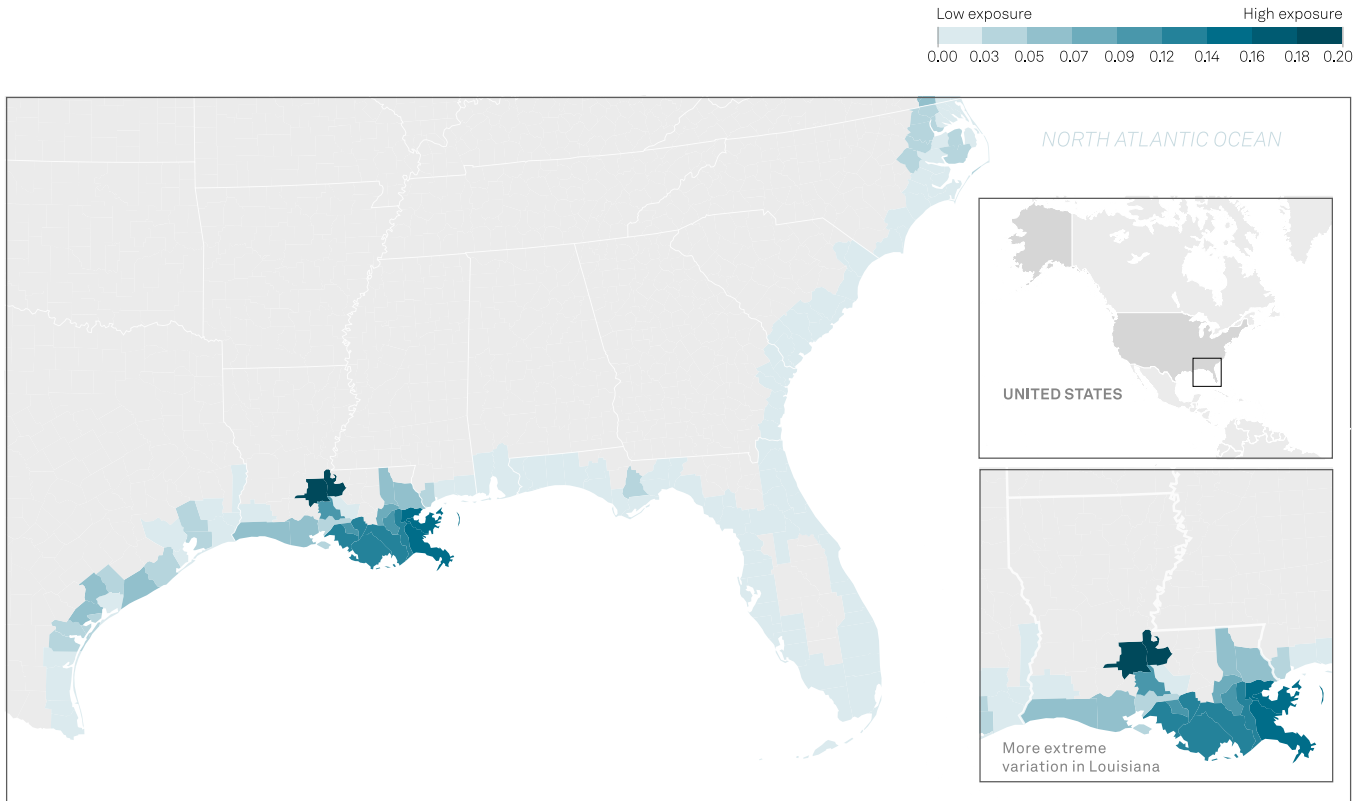 Low exposure High exposure
0.00 0.03 0.05 0.07 0.09 0.12 0.14 0.16 0.18 0.20
NORTH ATLANTIC OCEAN
UNITED STATES
More extreme
variation in Louisiana